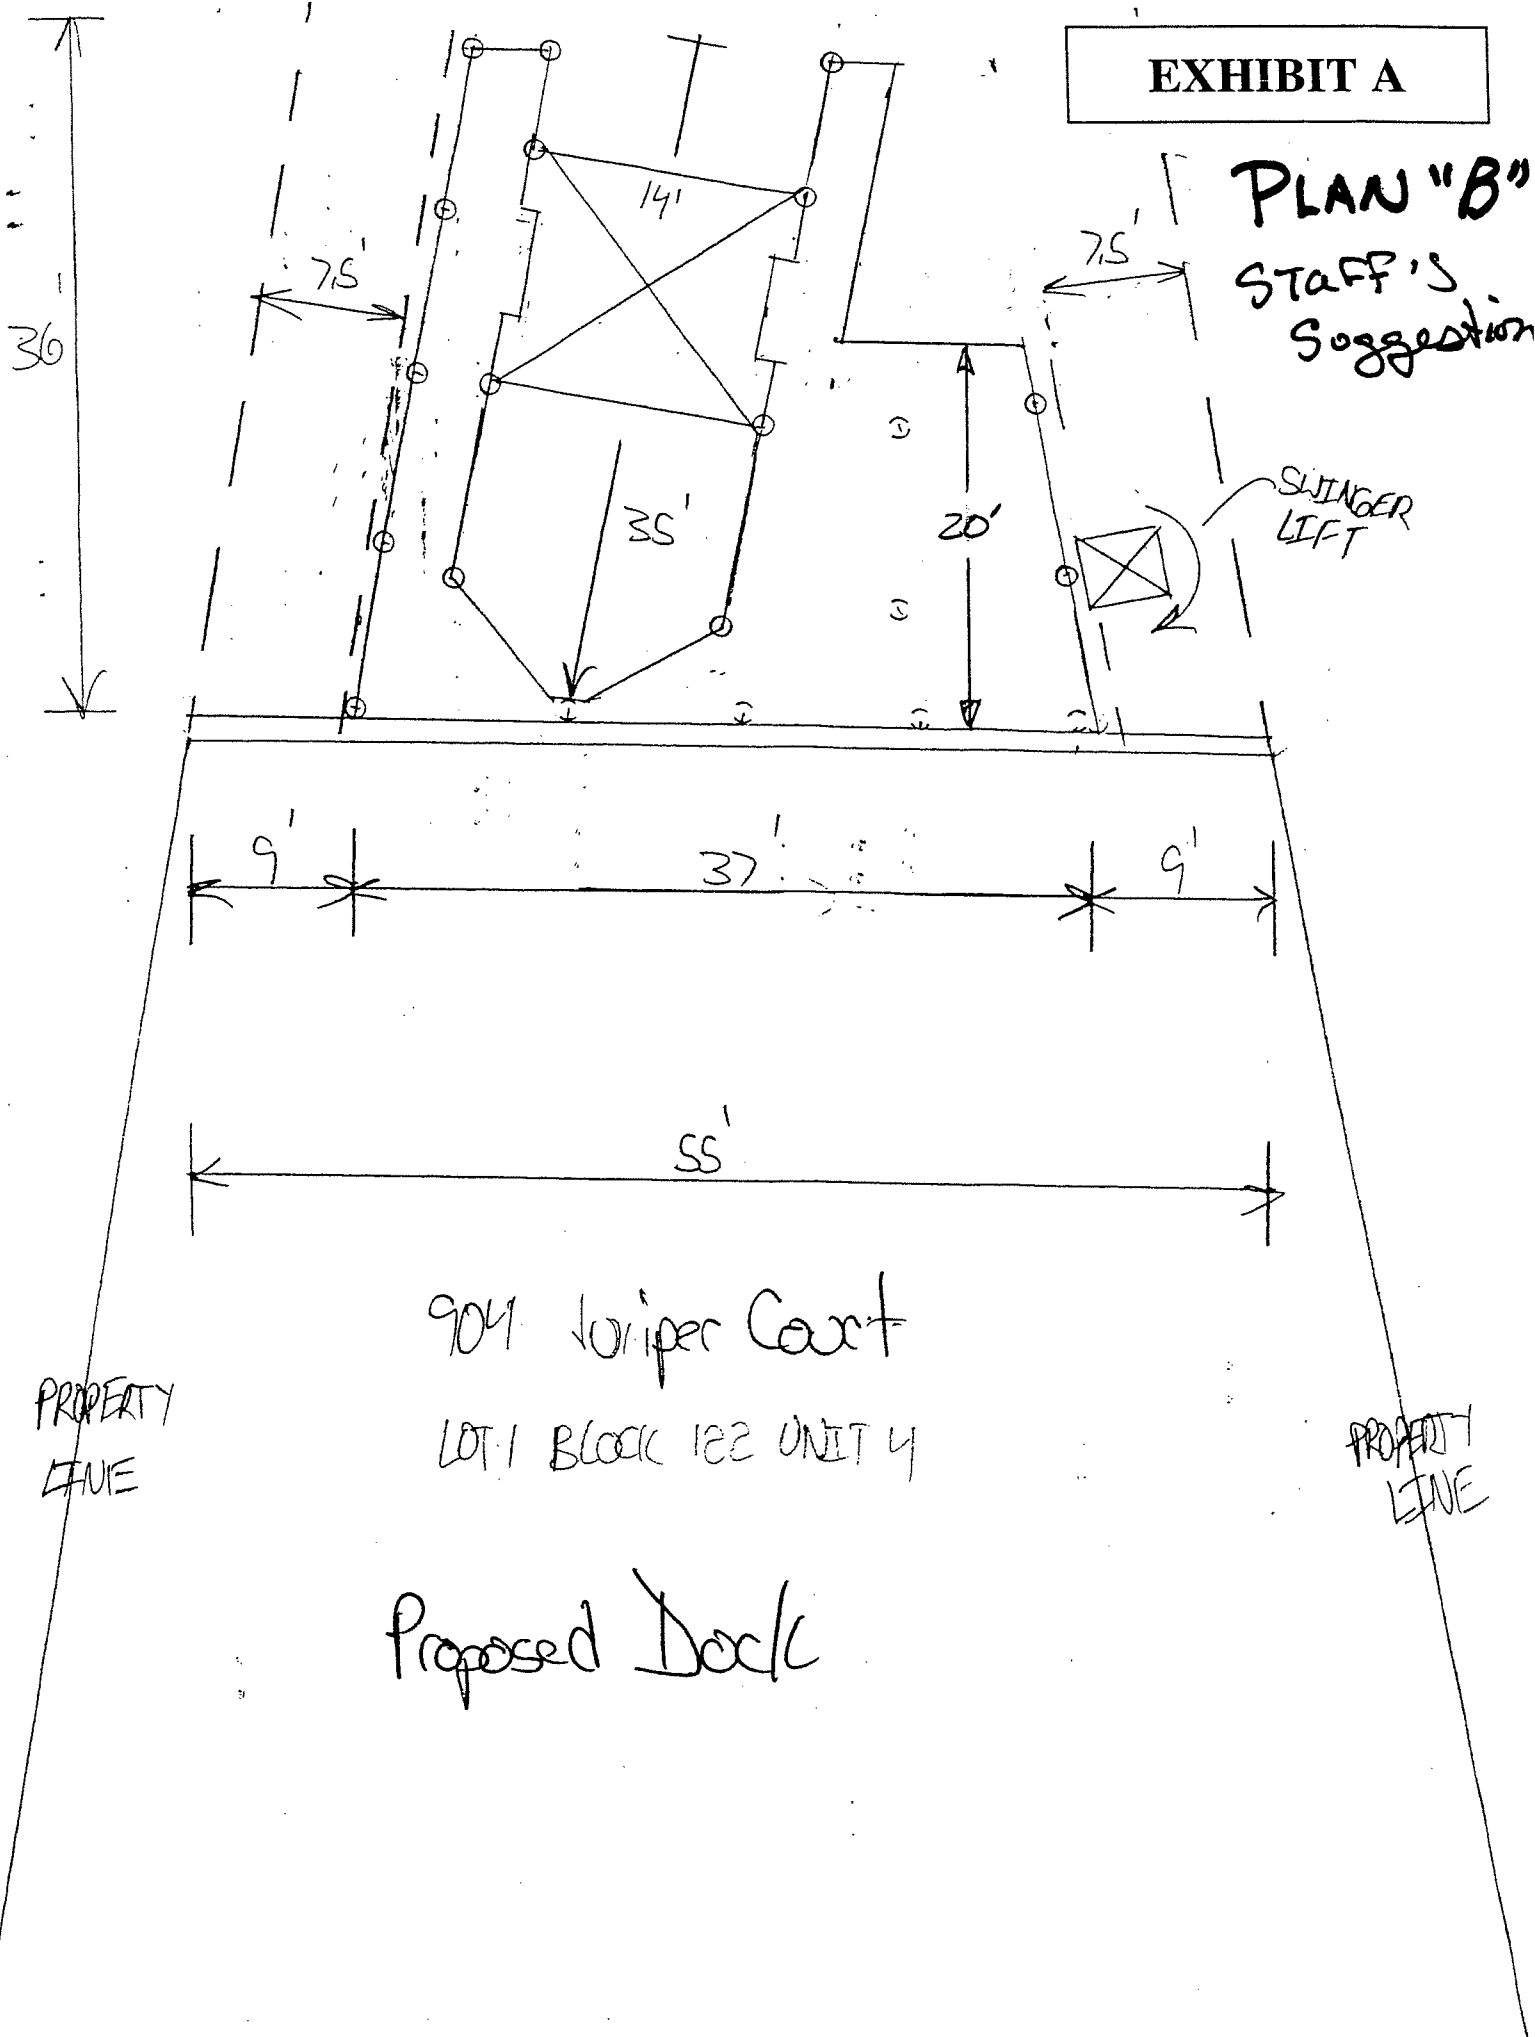 EXHIBIT A
PLAN "B"
STAFF'S
Soggestion
14'
7.5'
7.5'
36'
35'
20'
SWINGER
LIFT
9'
37'
9'
55'
904 Juniper Court
LOT 1 BLOCK 122 UNIT 4
PROPERTY
LINE
PROPERTY
LINE
Proposed Dock